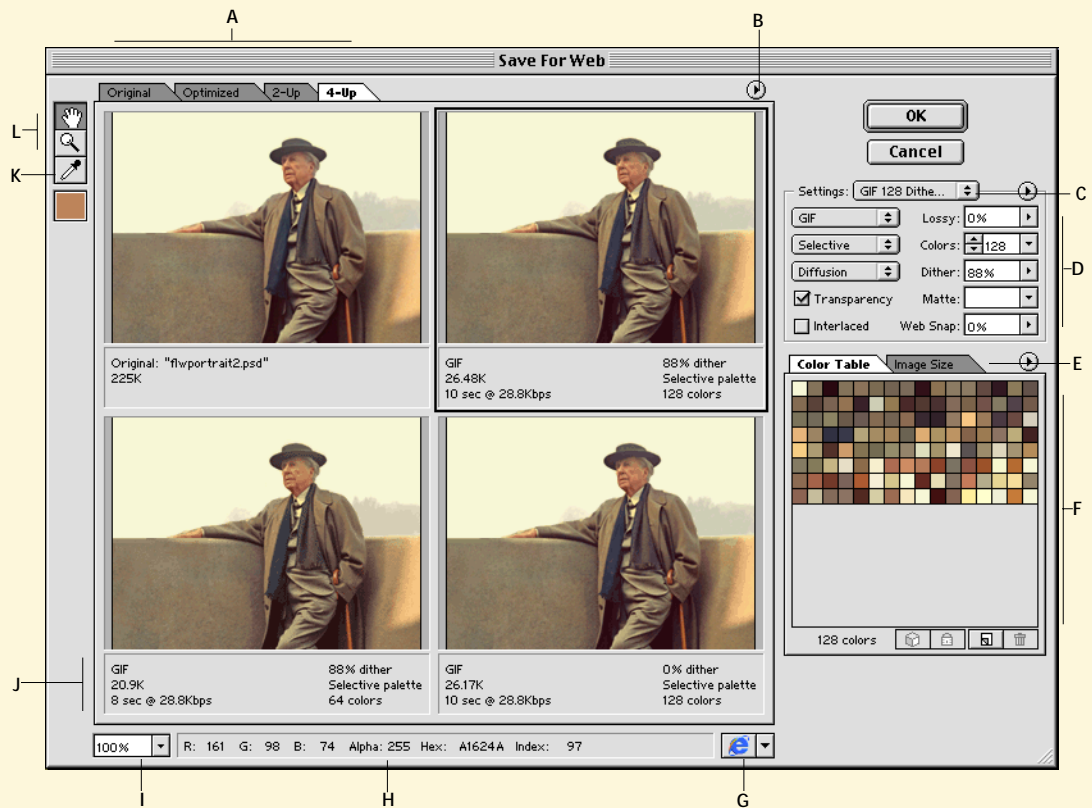 A
B
Save For Web
Original Optimized 2-Up 4-Up
L
K
OK
Cancel
Settings: GIF 128 Dithe... C
GIF Lossy: 0%
Selective Colors: 128
D
Diffusion Dither: 88%
Transparency Matte:
Interlaced Web Snap: 0%
Original: "flwportrait2.psd"
225K
GIF 88% dither
26.48K Selective palette
10 sec @ 28.8Kbps 128 colors
Color Table Image Size E
F
128 colors
J
GIF 88% dither
20.9K Selective palette
8 sec @ 28.8Kbps 64 colors
GIF 0% dither
26.17K Selective palette
10 sec @ 28.8Kbps 128 colors
100% R: 161 G: 98 B: 74 Alpha: 255 Hex: A1624A Index: 97
I H G